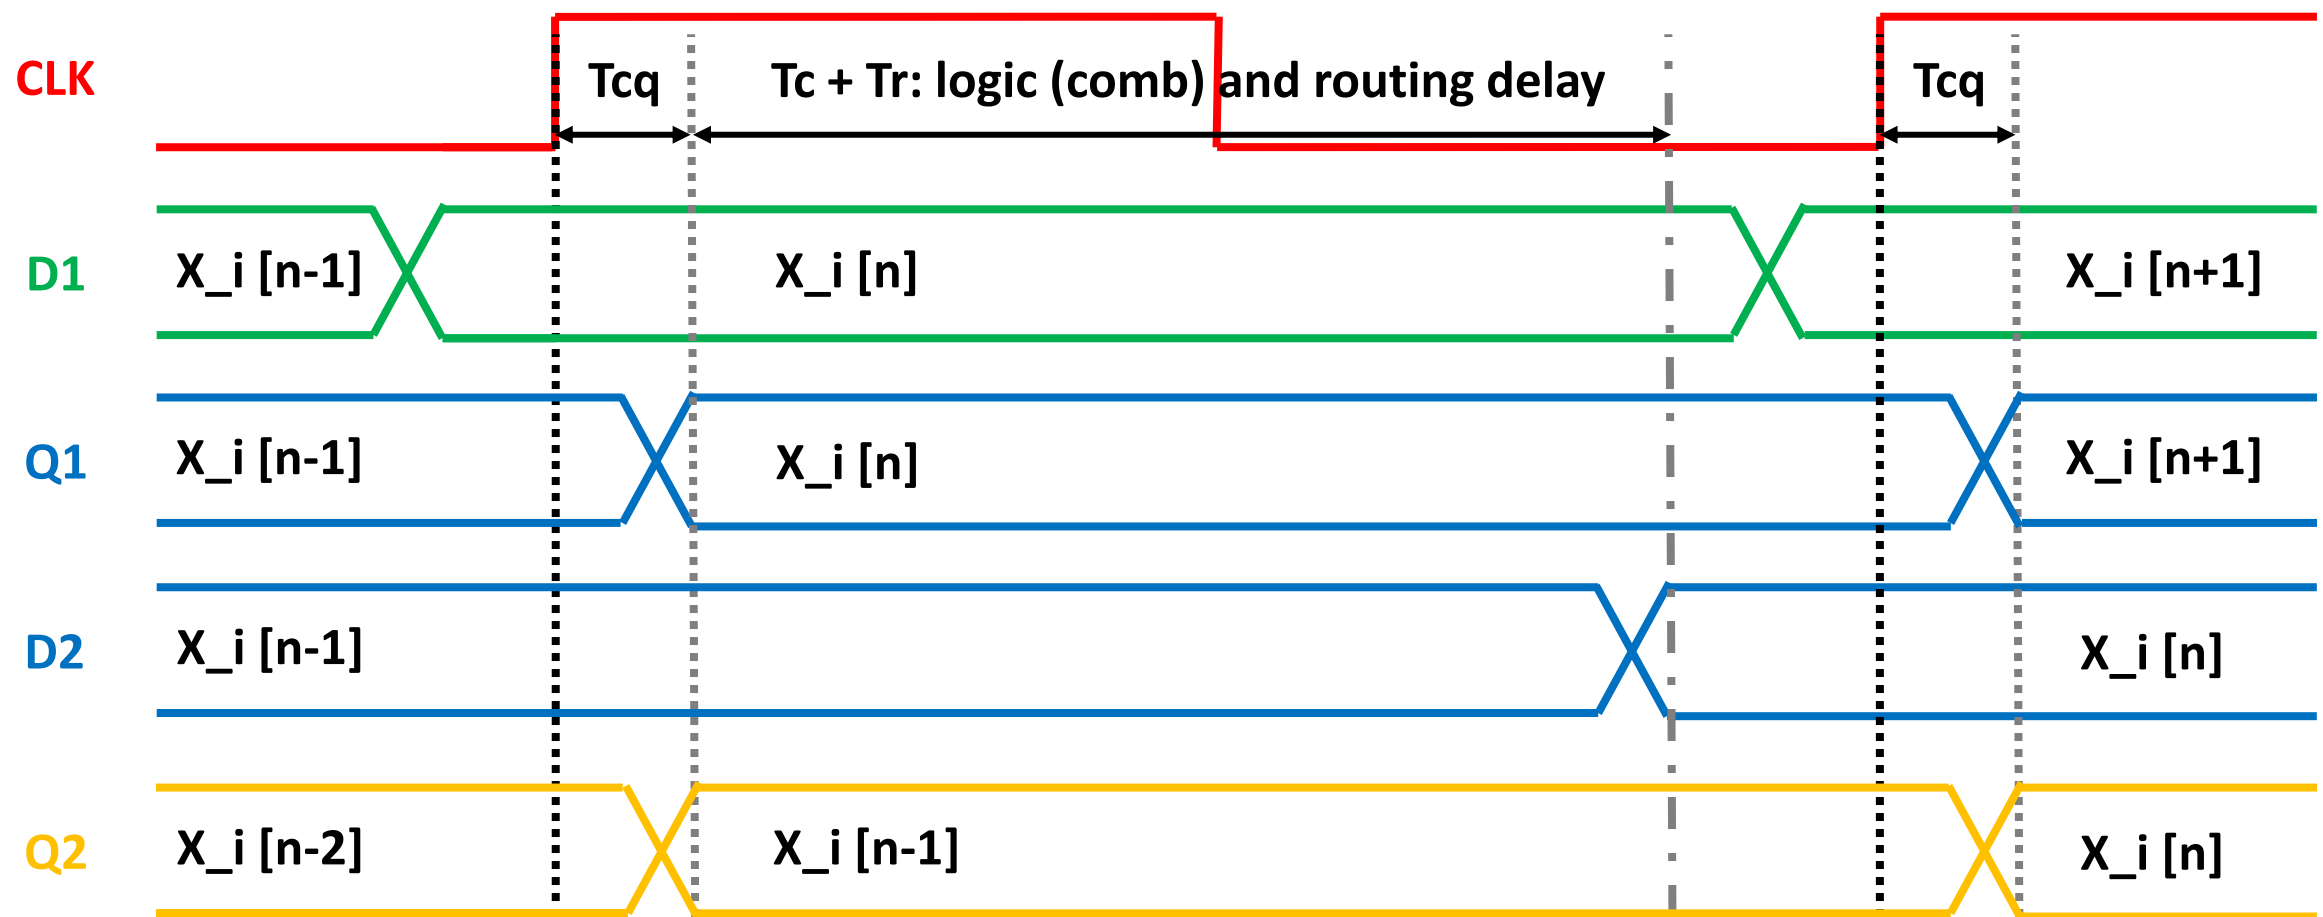 CLK Tcq Tc + Tr: logic (comb) and routing delay Tcq
D1 X_i [n-1] X_i [n] X_i [n+1]
Q1 X_i [n-1] X_i [n] X_i [n+1]
D2 X_i [n-1] X_i [n]
Q2 X_i [n-2] X_i [n-1] X_i [n]